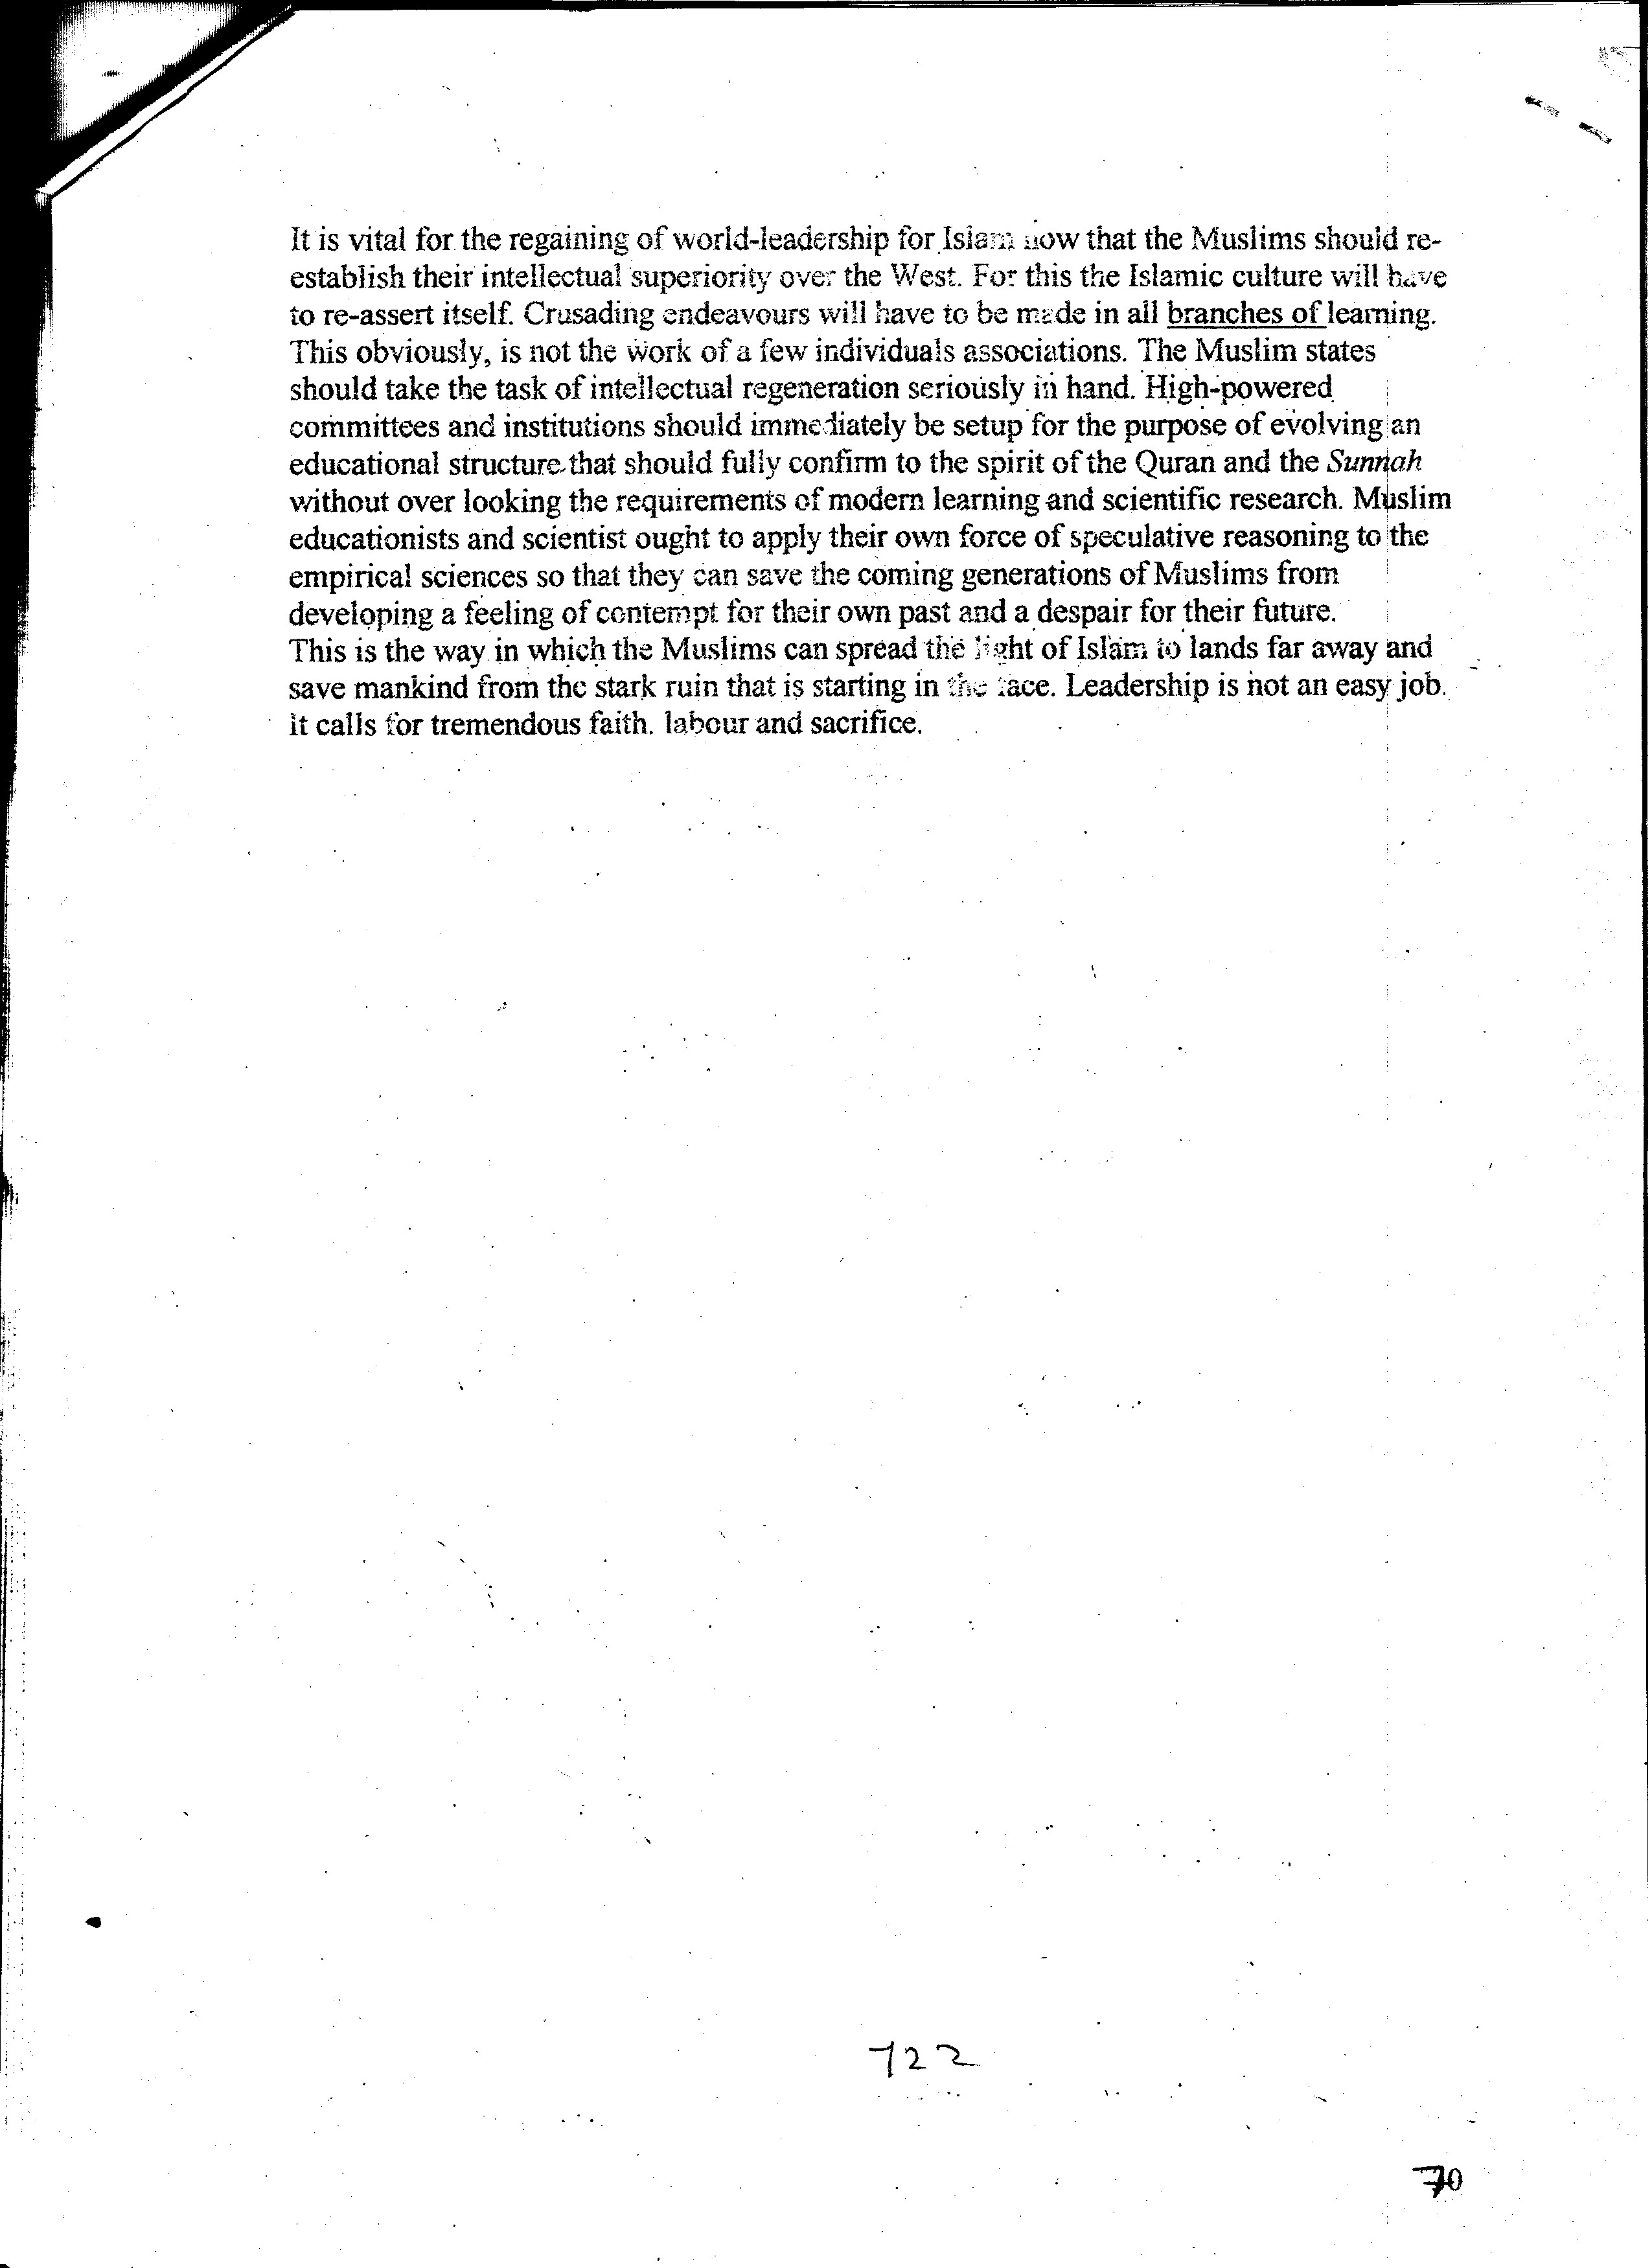 It is vital for the regaining of world-leadership for Islam now that the Muslims should re-
establish their intellectual superiority over the West. For this the Islamic culture will have
to re-assert itself. Crusading endeavours will have to be made in all branches of learning.
This obviously, is not the work of a few individuals associations. The Muslim states
should take the task of intellectual regeneration seriously in hand. High-powered
committees and institutions should immediately be setup for the purpose of evolving an
educational structure that should fully confirm to the spirit of the Quran and the Sunnah
without over looking the requirements of modern learning and scientific research. Muslim
educationists and scientist ought to apply their own force of speculative reasoning to the
empirical sciences so that they can save the coming generations of Muslims from
developing a feeling of contempt for their own past and a despair for their future.
This is the way in which the Muslims can spread the light of Islam to lands far away and
save mankind from the stark ruin that is starting in the face. Leadership is not an easy job.
it calls for tremendous faith. labour and sacrifice.
722
70